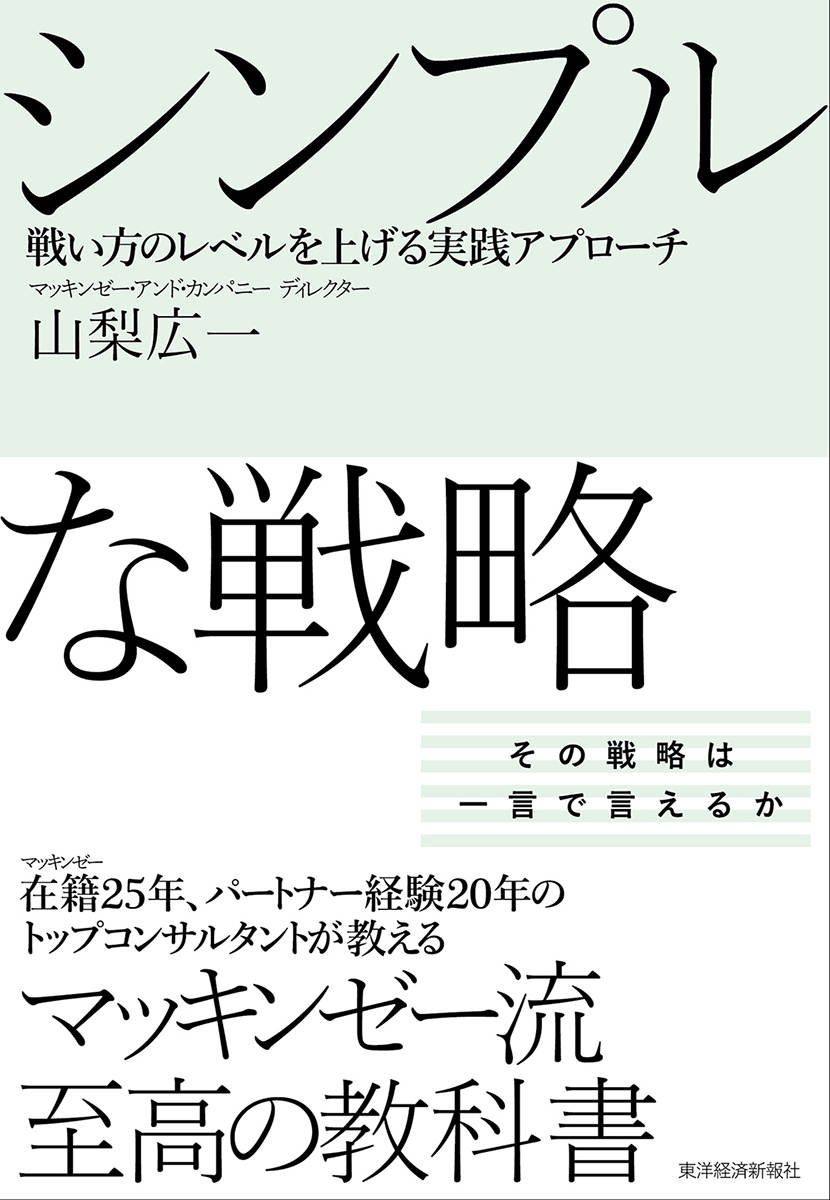 シンプル
戦い方のレベルを上げる実践アプローチ
マッキンゼー・アンド・カンパニー ディレクター
山梨広一
な戦略
その戦略は
一言で言えるか
マッキンゼー
在籍25年、パートナー経験20年の
トップコンサルタントが教える
マッキンゼー流
至高の教科書
東洋経済新報社